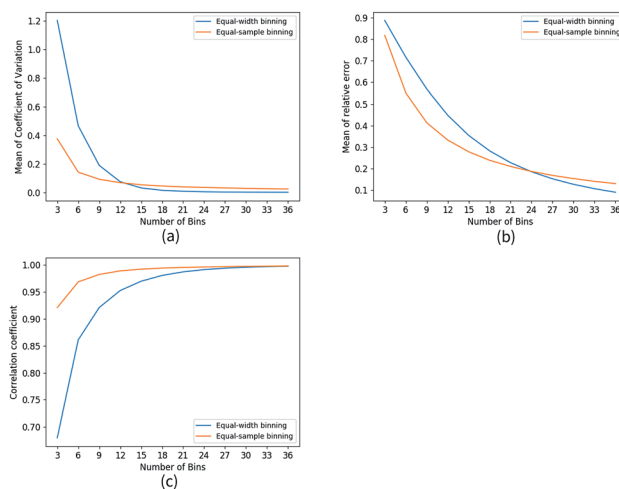 Mean of Coefficient of Variation
1.2
1.0
0.8
0.6
0.4
0.2
0.0
Equal-width binning
Equal-sample binning
3 6 9 12 15 18 21 24 27 30 33 36
Number of Bins
(a)
Mean of relative error
0.9
0.8
0.7
0.6
0.5
0.4
0.3
0.2
0.1
Equal-width binning
Equal-sample binning
3 6 9 12 15 18 21 24 27 30 33 36
Number of Bins
(b)
Correlation coefficient
1.00
0.95
0.90
0.85
0.80
0.75
0.70
Equal-width binning
Equal-sample binning
3 6 9 12 15 18 21 24 27 30 33 36
Number of Bins
(c)